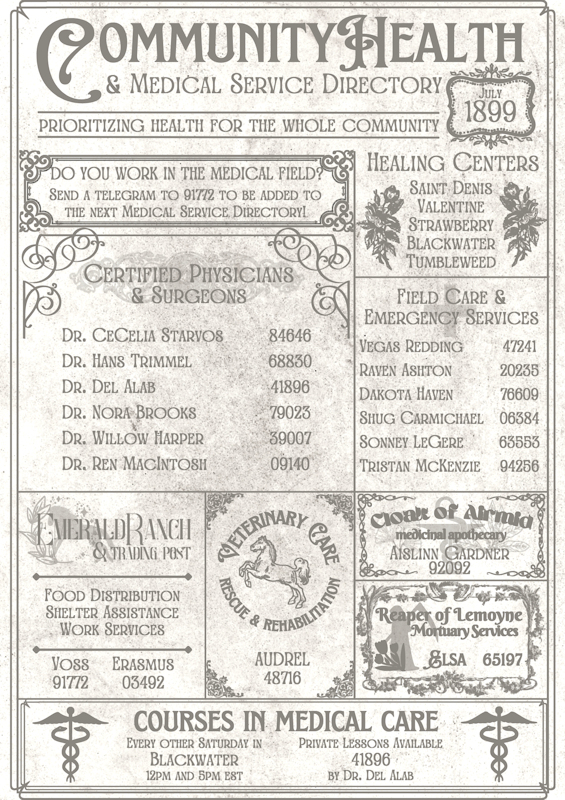 Community Health
& Medical Service Directory
July
1899
Prioritizing health for the whole community
Do you work in the medical field?
Send a telegram to 91772 to be added to
the next Medical Service Directory!
Healing Centers
Saint Denis
Valentine
Strawberry
Blackwater
Tumbleweed
Certified Physicians
& Surgeons
Dr. CeCelia Starvos 84646
Dr. Hans Trimmel 68830
Dr. Del Alab 41896
Dr. Nora Brooks 79023
Dr. Willow Harper 39007
Dr. Ren MacIntosh 09140
Field Care &
Emergency Services
Vegas Redding 47241
Raven Ashton 20235
Dakota Haven 76609
Shug Carmichael 06384
Sonney LeGere 63553
Tristan McKenzie 94256
Emerald Ranch
& Trading Post
Food Distribution
Shelter Assistance
Work Services
Voss Erasmus
91772 03492
Veterinary Care
Rescue & Rehabilitation
Audrel
48716
Cloak of Airmid
medicinal apothecary
Aislinn Gardner
92092
Reaper of Lemoyne
Mortuary Services
Elsa 65197
Courses in Medical Care
Every other Saturday in
Blackwater
12pm and 8pm est
Private Lessons Available
41896
by Dr. Del Alab